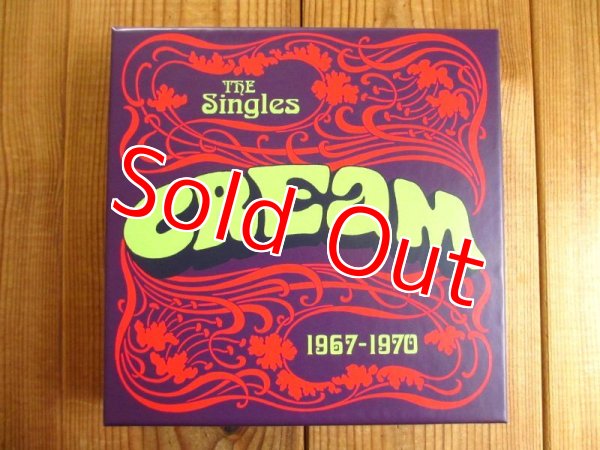 THE
Singles
CREAM
Sold Out
1967-1970